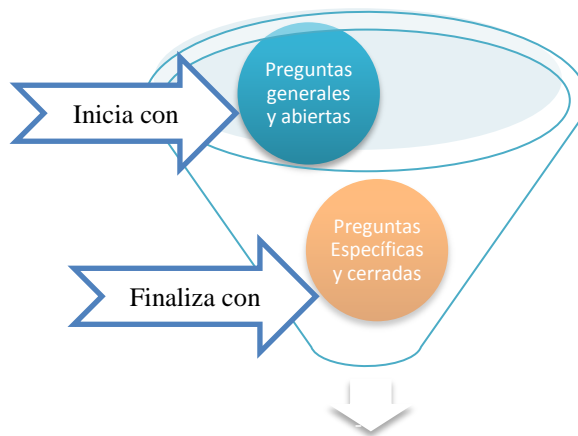 Preguntas
generales
y abiertas
Inicia con
Preguntas
Específicas
y cerradas
Finaliza con